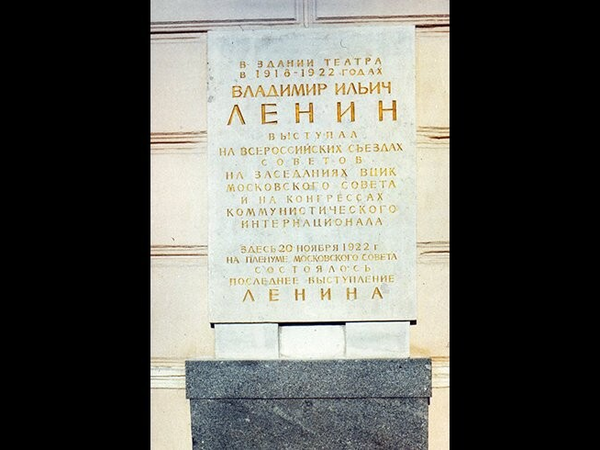 В ЗДАНИИ ТЕАТРА
В 1918-1922 ГОДАХ
ВЛАДИМИР ИЛЬИЧ
ЛЕНИН
ВЫСТУПАЛ
НА ВСЕРОССИЙСКИХ СЪЕЗДАХ
СОВЕТОВ
НА ЗАСЕДАНИЯХ ВЦИК
МОСКОВСКОГО СОВЕТА
И НА КОНГРЕССАХ
КОММУНИСТИЧЕСКОГО
ИНТЕРНАЦИОНАЛА
ЗДЕСЬ 20 НОЯБРЯ 1922 Г
НА ПЛЕНУМЕ МОСКОВСКОГО СОВЕТА
СОСТОЯЛОСЬ
ПОСЛЕДНЕЕ ВЫСТУПЛЕНИЕ
ЛЕНИНА